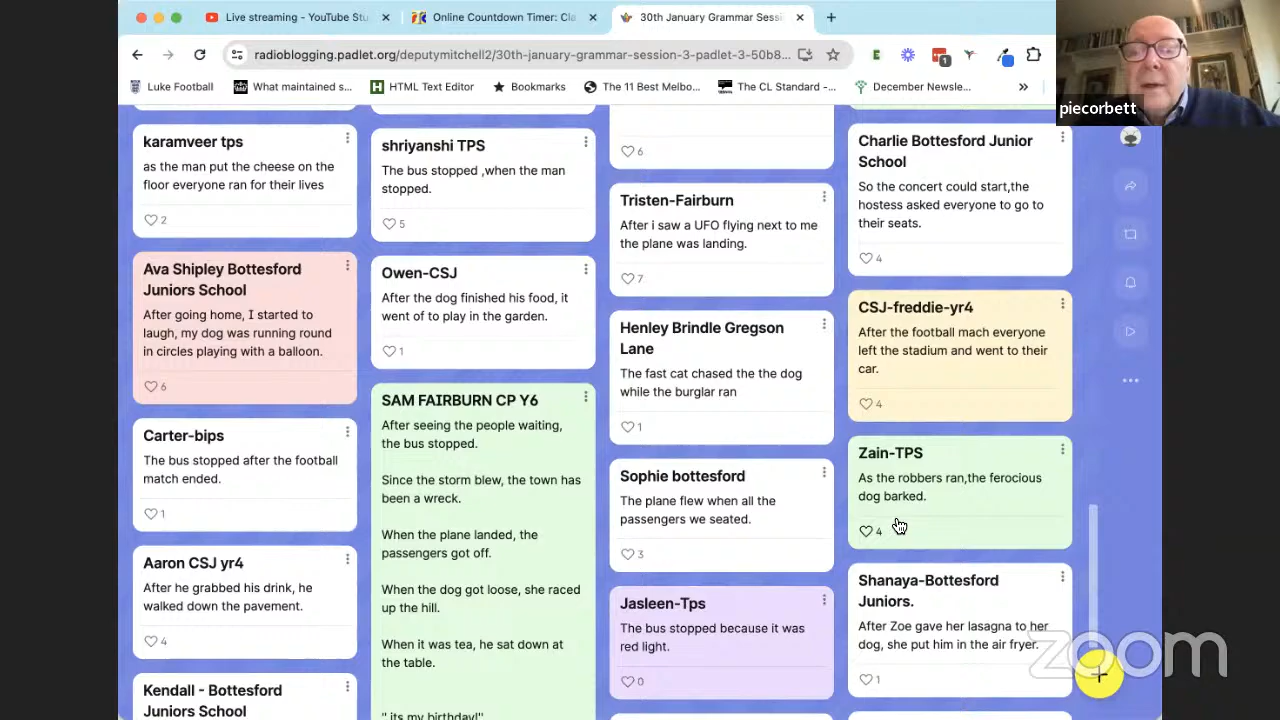 Live streaming - YouTube St
Online Countdown Timer: Cla
30th January Grammar Sessi
radioblogging.padlet.org/deputymitchell2/30th-january-grammar-session-3-padlet-3-50b8...
1
Luke Football
What maintained s...
HTML Text Editor
Bookmarks
The 11 Best Melbo...
The CL Standard -...
December Newsle...
piecorbett
karamveer tps
as the man put the cheese on the
floor everyone ran for their lives
2
Ava Shipley Bottesford
Juniors School
After going home, I started to
laugh, my dog was running round
in circles playing with a balloon.
6
Carter-bips
The bus stopped after the football
match ended.
1
Aaron CSJ yr4
After he grabbed his drink, he
walked down the pavement.
4
Kendall - Bottesford
Juniors School
shriyanshi TPS
The bus stopped ,when the man
stopped.
5
Owen-CSJ
After the dog finished his food, it
went of to play in the garden.
1
SAM FAIRBURN CP Y6
After seeing the people waiting,
the bus stopped.
Since the storm blew, the town has
been a wreck.
When the plane landed, the
passengers got off.
When the dog got loose, she raced
up the hill.
When it was tea, he sat down at
the table.
" its my birthday!"
6
Tristen-Fairburn
After i saw a UFO flying next to me
the plane was landing.
7
Henley Brindle Gregson
Lane
The fast cat chased the the dog
while the burglar ran
1
Sophie bottesford
The plane flew when all the
passengers we seated.
3
Jasleen-Tps
The bus stopped because it was
red light.
0
Charlie Bottesford Junior
School
So the concert could start,the
hostess asked everyone to go to
their seats.
4
CSJ-freddie-yr4
After the football mach everyone
left the stadium and went to their
car.
4
Zain-TPS
As the robbers ran,the ferocious
dog barked.
4
Shanaya-Bottesford
Juniors.
After Zoe gave her lasagna to her
dog, she put him in the air fryer.
1
zoom